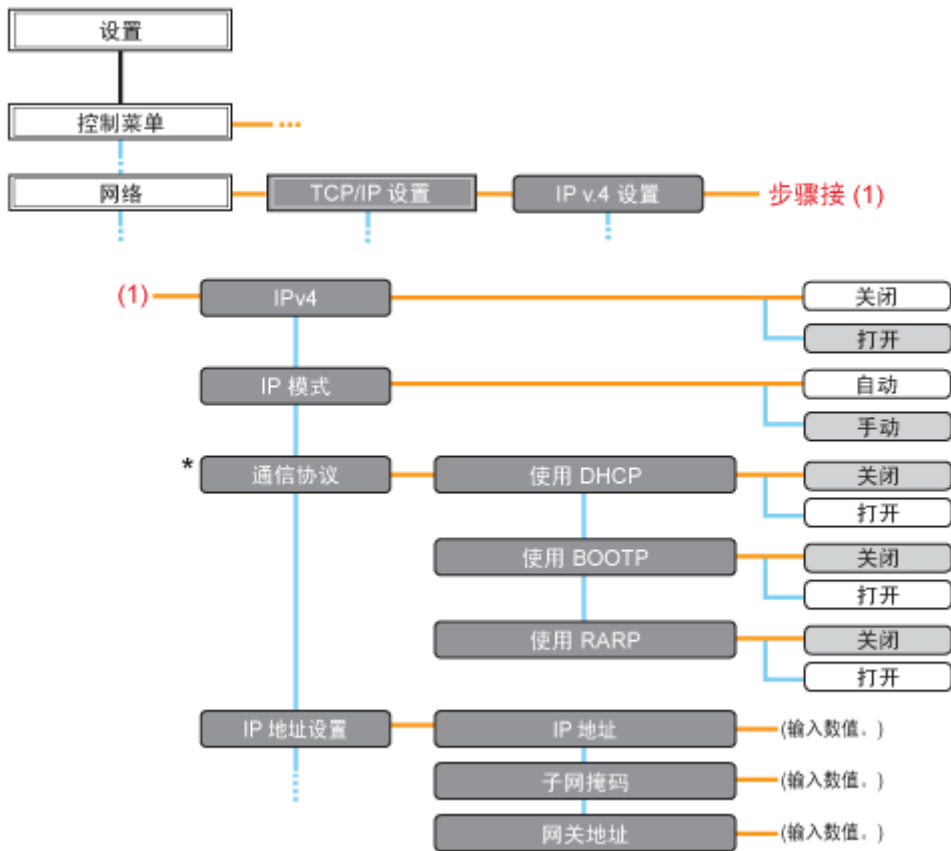 设置
控制菜单
网络 TCP/IP 设置 IP v.4 设置 步骤接 (1)
(1) IPv4 关闭
打开
IP 模式 自动
手动
* 通信协议 使用 DHCP 关闭
打开
使用 BOOTP 关闭
打开
使用 RARP 关闭
打开
IP 地址设置 IP 地址 (输入数值。)
子网掩码 (输入数值。)
网关地址 (输入数值。)